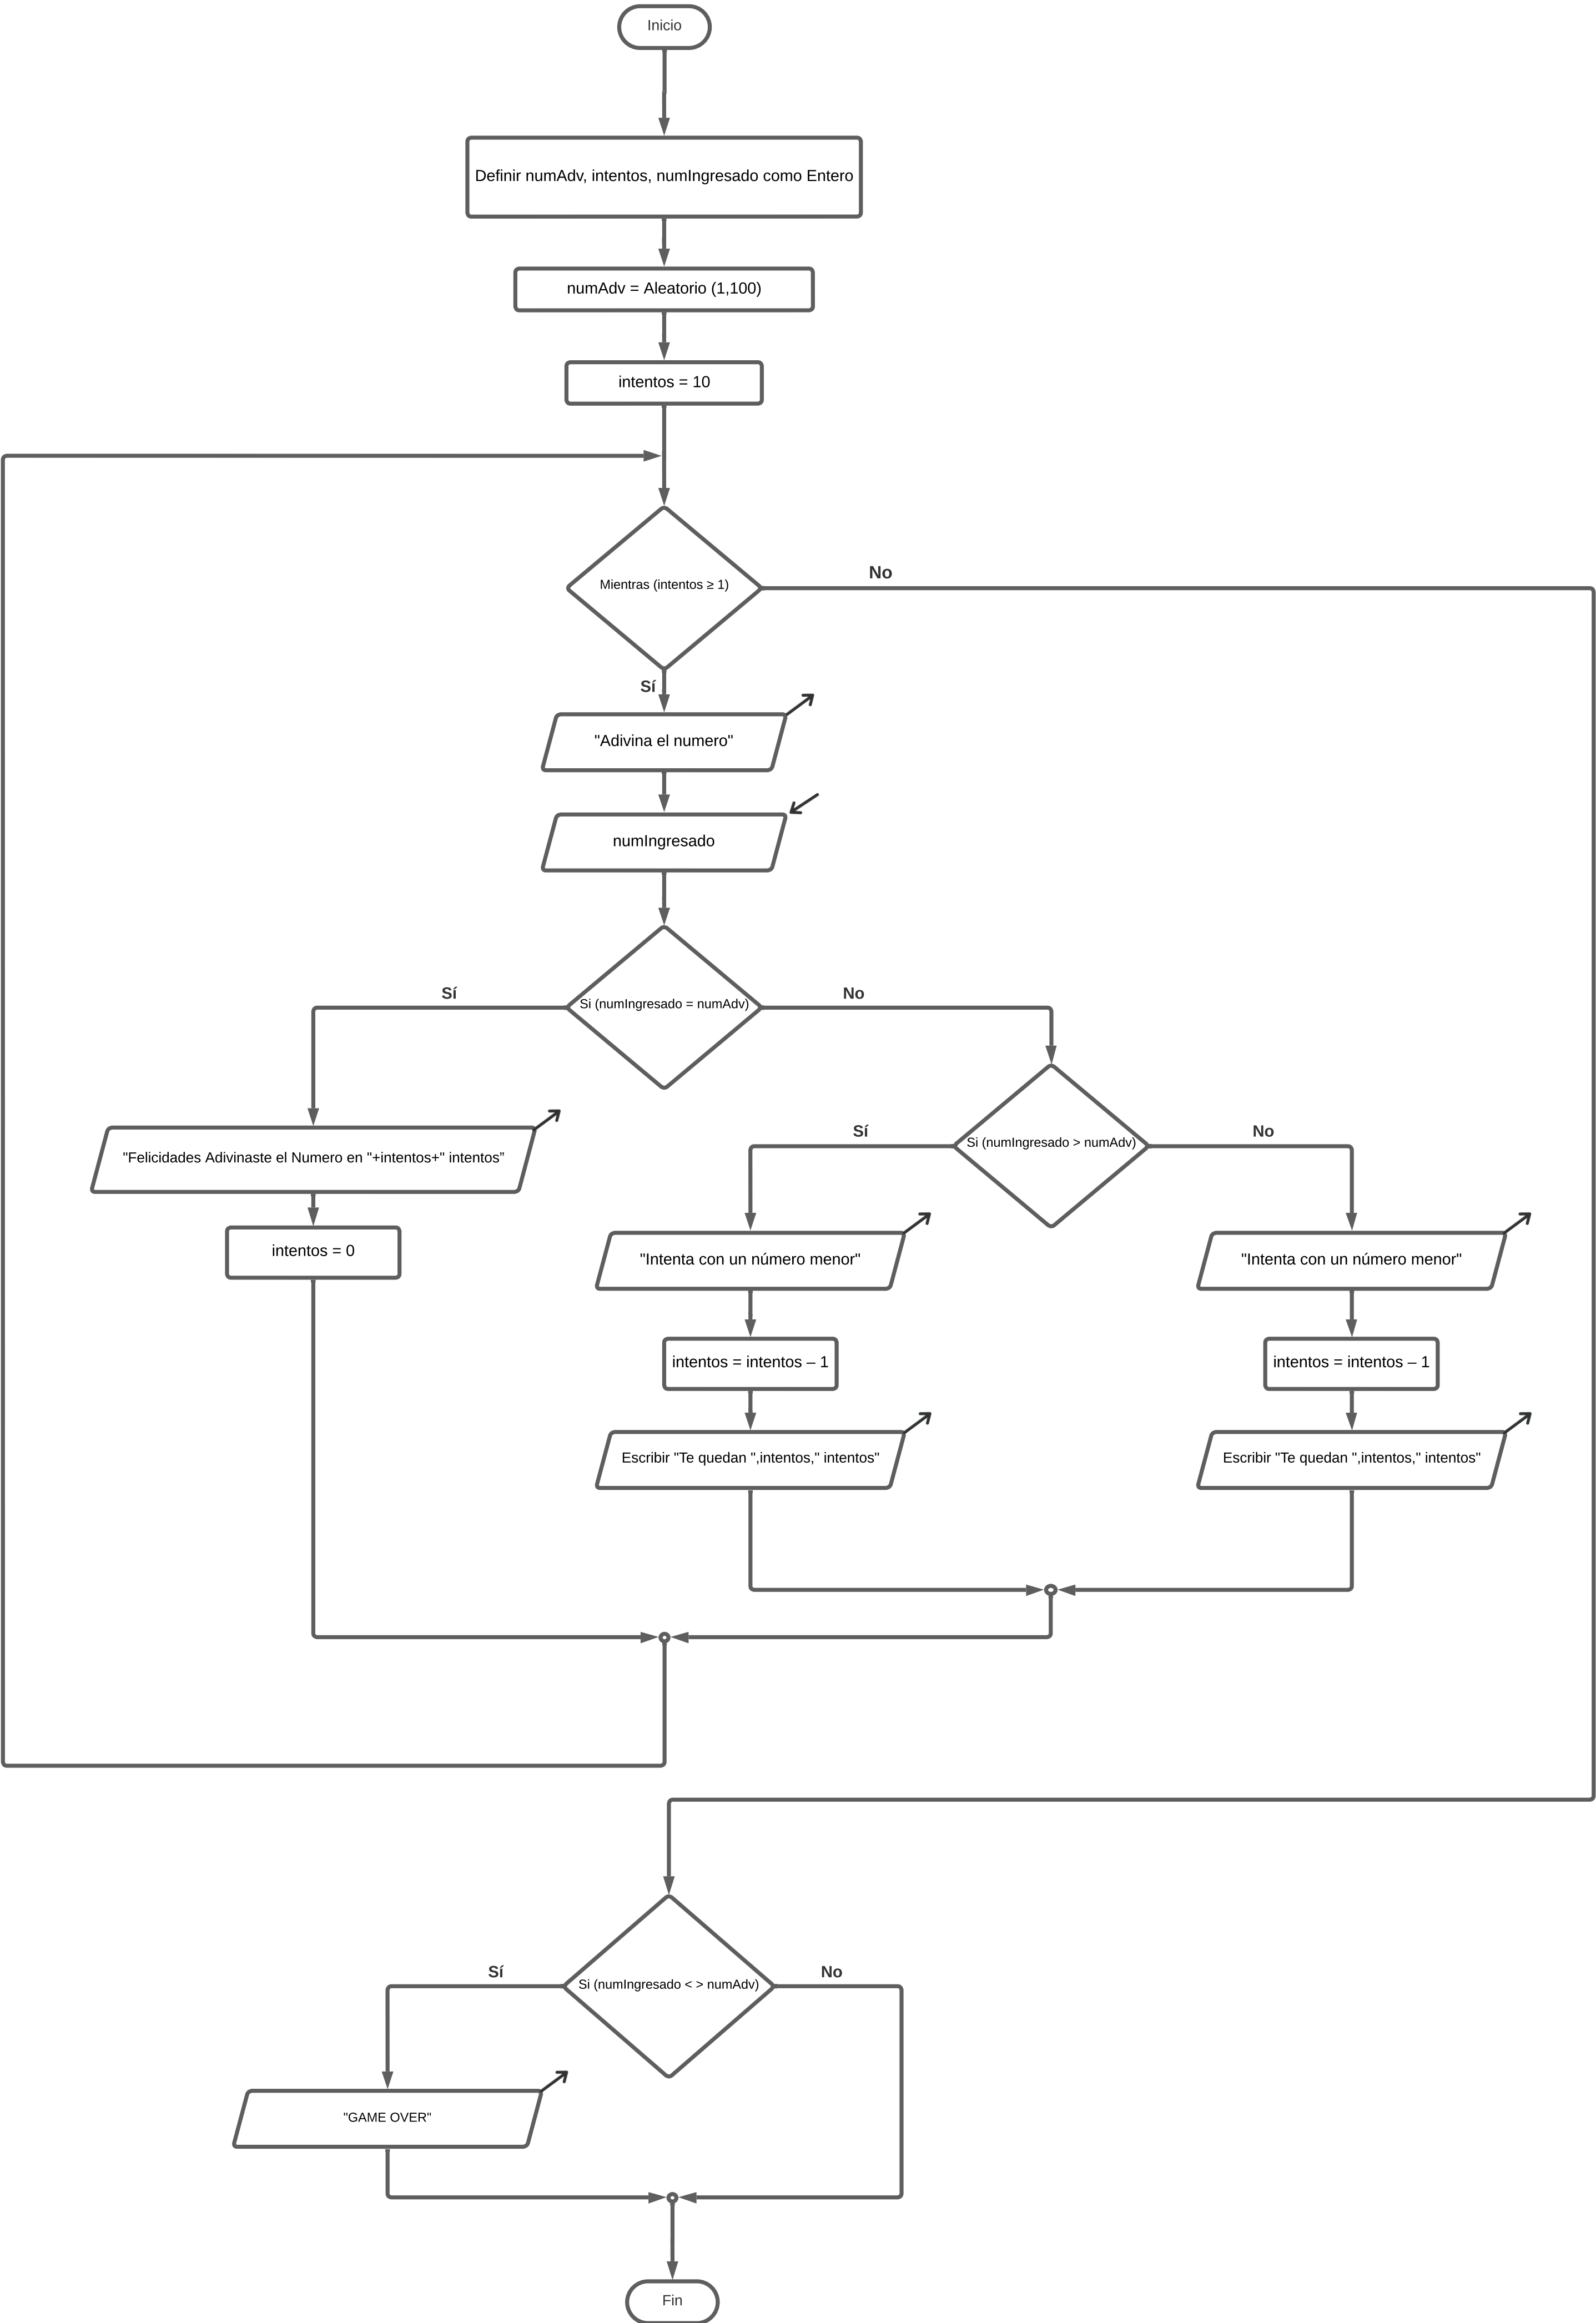 Inicio
Definir numAdv, intentos, numIngresado como Entero
numAdv = Aleatorio (1,100)
intentos = 10
Mientras (intentos ≥ 1)
No
Sí
"Adivina el numero"
numIngresado
Si (numIngresado = numAdv)
Sí
No
Si (numIngresado > numAdv)
Sí
No
"Felicidades Adivinaste el Numero en "+intentos+" intentos”
intentos = 0
"Intenta con un número menor"
"Intenta con un número menor"
intentos = intentos – 1
intentos = intentos – 1
Escribir "Te quedan ",intentos," intentos"
Escribir "Te quedan ",intentos," intentos"
Si (numIngresado < > numAdv)
Sí
No
"GAME OVER"
Fin